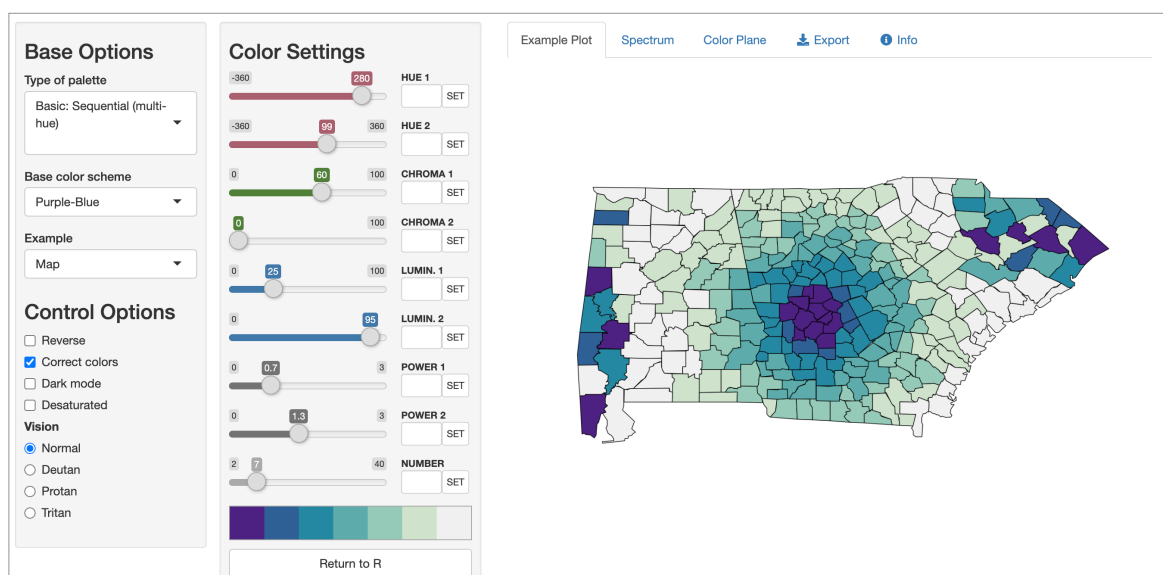 Base Options
Type of palette
Basic: Sequential (multi-
hue)
Base color scheme
Purple-Blue
Example
Map
Control Options
Reverse
Correct colors
Dark mode
Desaturated
Vision
Normal
Deutan
Protan
Tritan
Color Settings
-360 280 HUE 1
SET
-360 99 360 HUE 2
SET
0 60 100 CHROMA 1
SET
0 100 CHROMA 2
SET
0 25 100 LUMIN. 1
SET
0 95 LUMIN. 2
SET
0 0.7 3 POWER 1
SET
0 1.3 3 POWER 2
SET
2 7 40 NUMBER
SET
Return to R
Example Plot Spectrum Color Plane Export Info